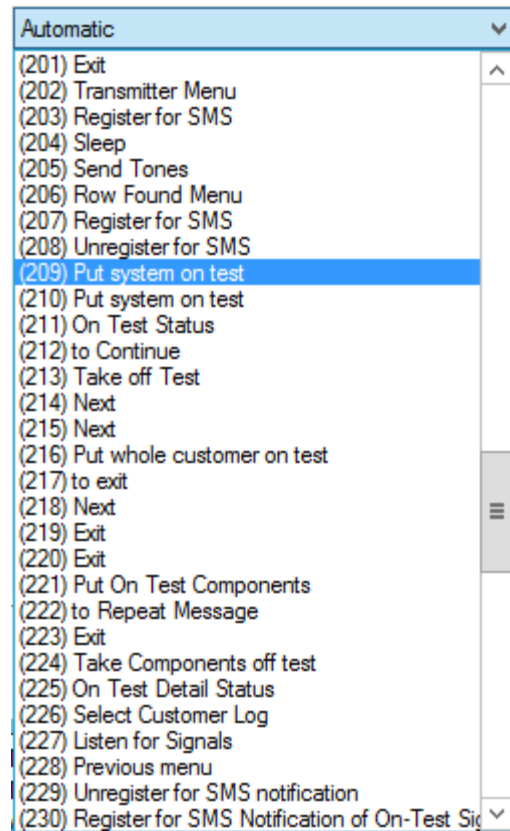 Automatic
(201) Exit
(202) Transmitter Menu
(203) Register for SMS
(204) Sleep
(205) Send Tones
(206) Row Found Menu
(207) Register for SMS
(208) Unregister for SMS
(209) Put system on test
(210) Put system on test
(211) On Test Status
(212) to Continue
(213) Take off Test
(214) Next
(215) Next
(216) Put whole customer on test
(217) to exit
(218) Next
(219) Exit
(220) Exit
(221) Put On Test Components
(222) to Repeat Message
(223) Exit
(224) Take Components off test
(225) On Test Detail Status
(226) Select Customer Log
(227) Listen for Signals
(228) Previous menu
(229) Unregister for SMS notification
(230) Register for SMS Notification of On-Test Sig